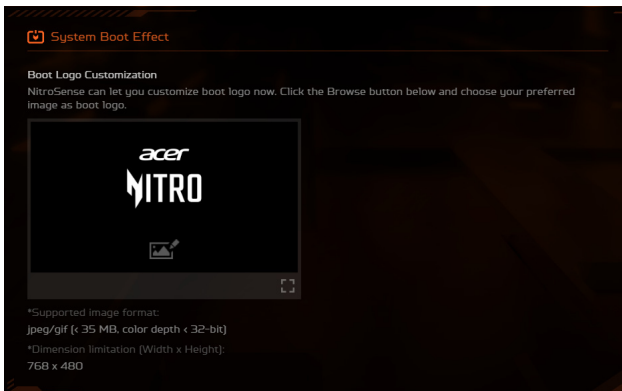 System Boot Effect
Boot Logo Customization
NitroSense can let you customize boot logo now. Click the Browse button below and choose your preferred
image as boot logo.
acer
NITRO
*Supported image format:
jpeg/gif (< 35 MB, color depth < 32-bit)
*Dimension limitation (Width x Height):
768 x 480